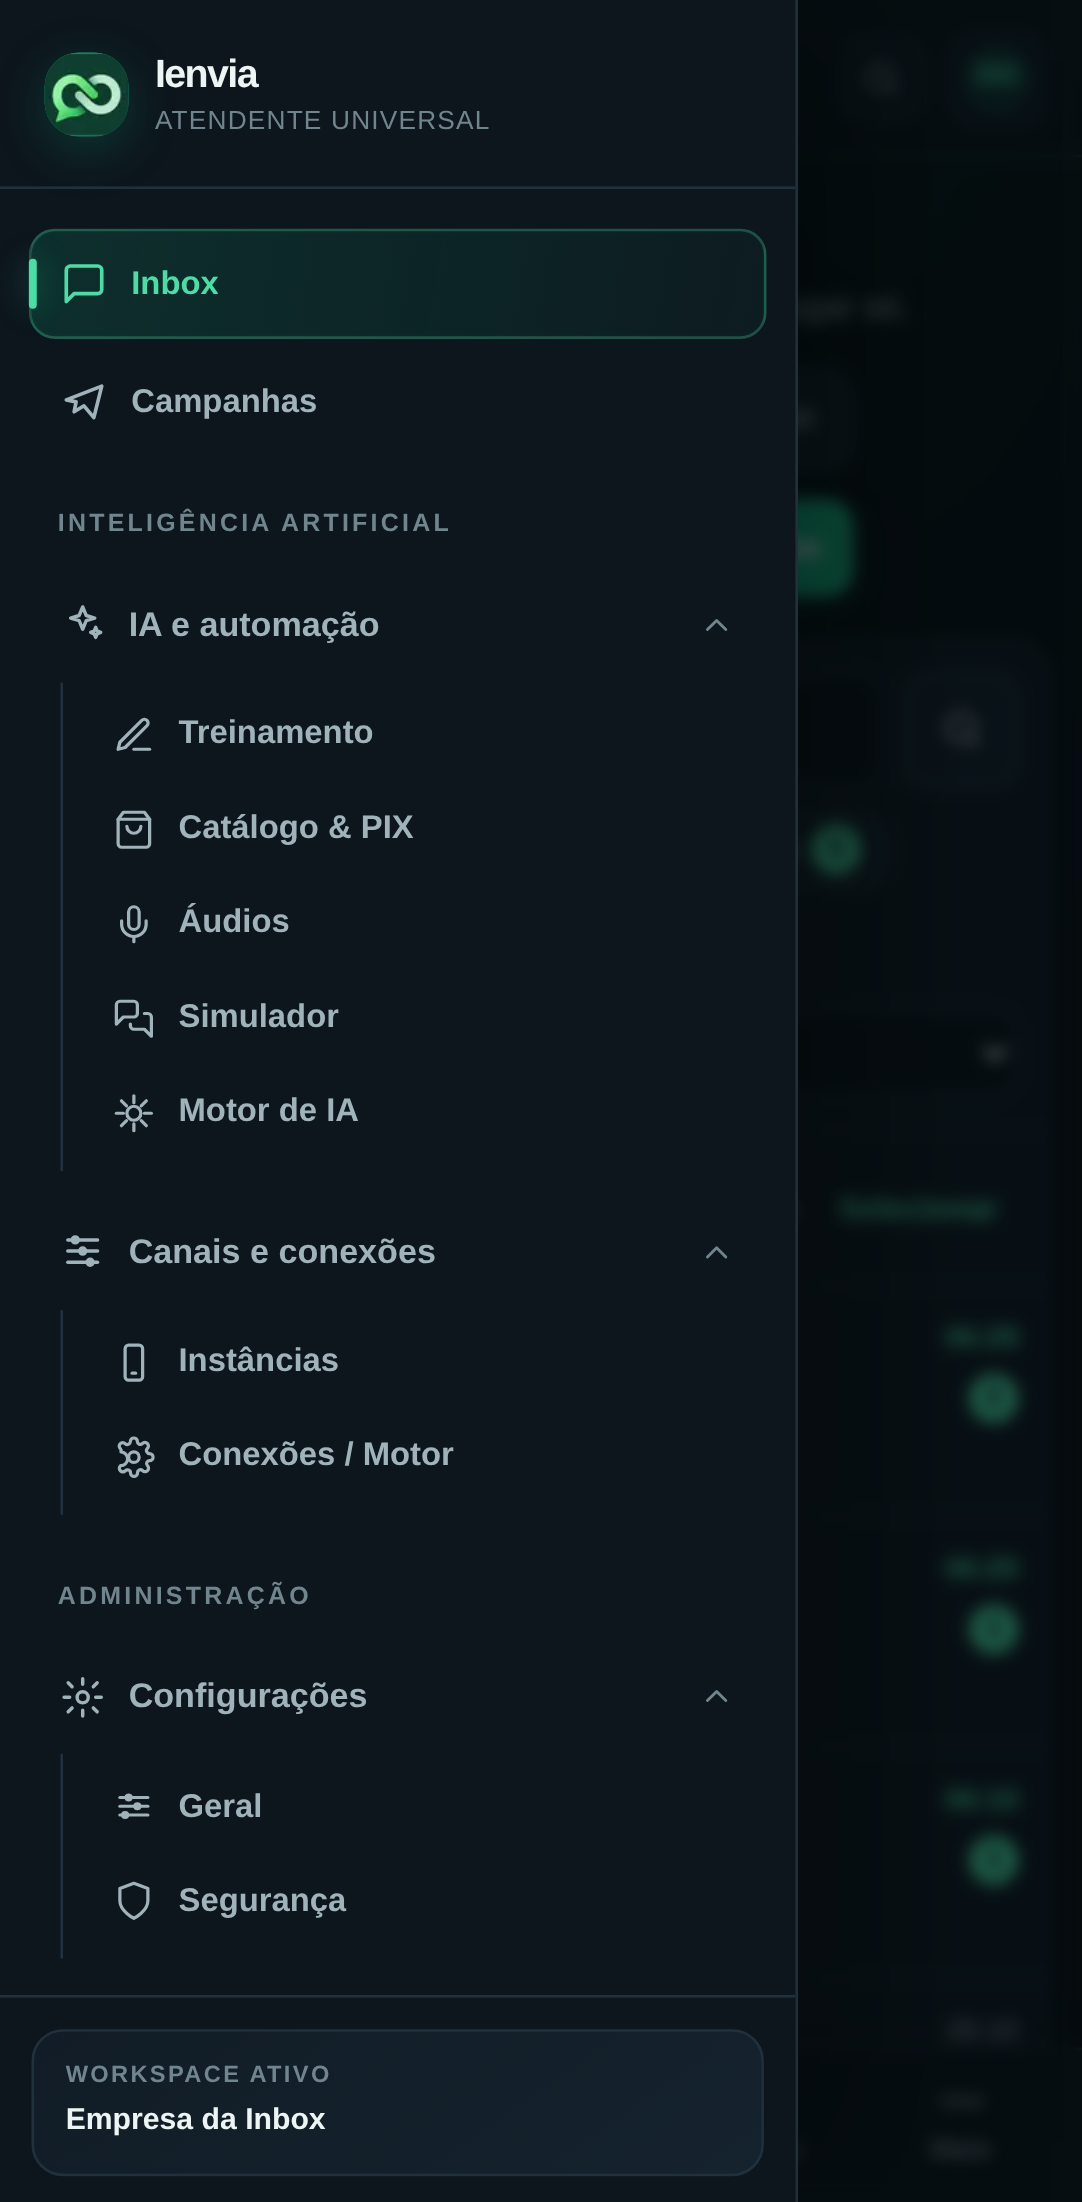 Ienvia
ATENDENTE UNIVERSAL
Inbox
Campanhas
INTELIGÊNCIA ARTIFICIAL
IA e automação
Treinamento
Catálogo & PIX
Áudios
Simulador
Motor de IA
Canais e conexões
Instâncias
Conexões / Motor
ADMINISTRAÇÃO
Configurações
Geral
Segurança
WORKSPACE ATIVO
Empresa da Inbox
Selecionar